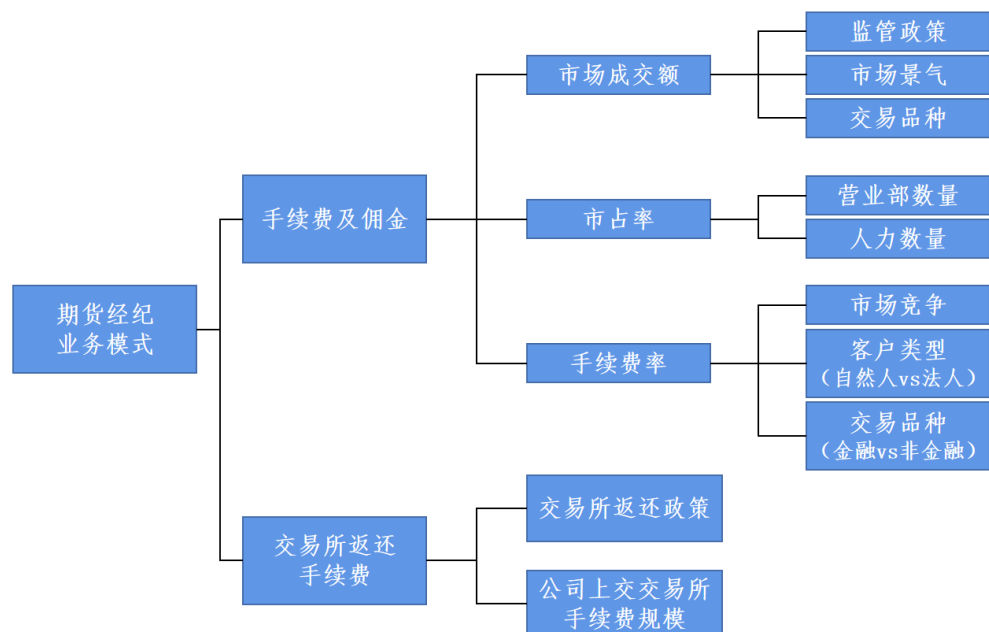 期货经纪
业务模式
手续费及佣金
市场成交额
监管政策
市场景气
交易品种
市占率
营业部数量
人力数量
手续费率
市场竞争
客户类型
（自然人vs法人）
交易品种
（金融vs非金融）
交易所返还
手续费
交易所返还政策
公司上交交易所
手续费规模